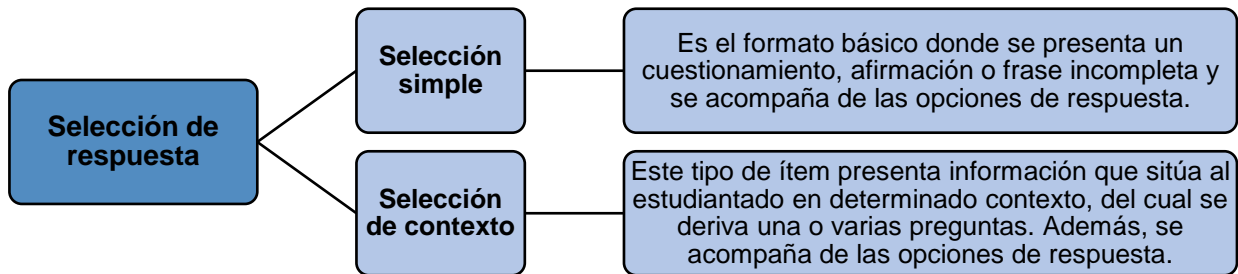 Selección de
respuesta
Selección
simple
Es el formato básico donde se presenta un
cuestionamiento, afirmación o frase incompleta y
se acompaña de las opciones de respuesta.
Selección
de contexto
Este tipo de ítem presenta información que sitúa al
estudiantado en determinado contexto, del cual se
deriva una o varias preguntas. Además, se
acompaña de las opciones de respuesta.